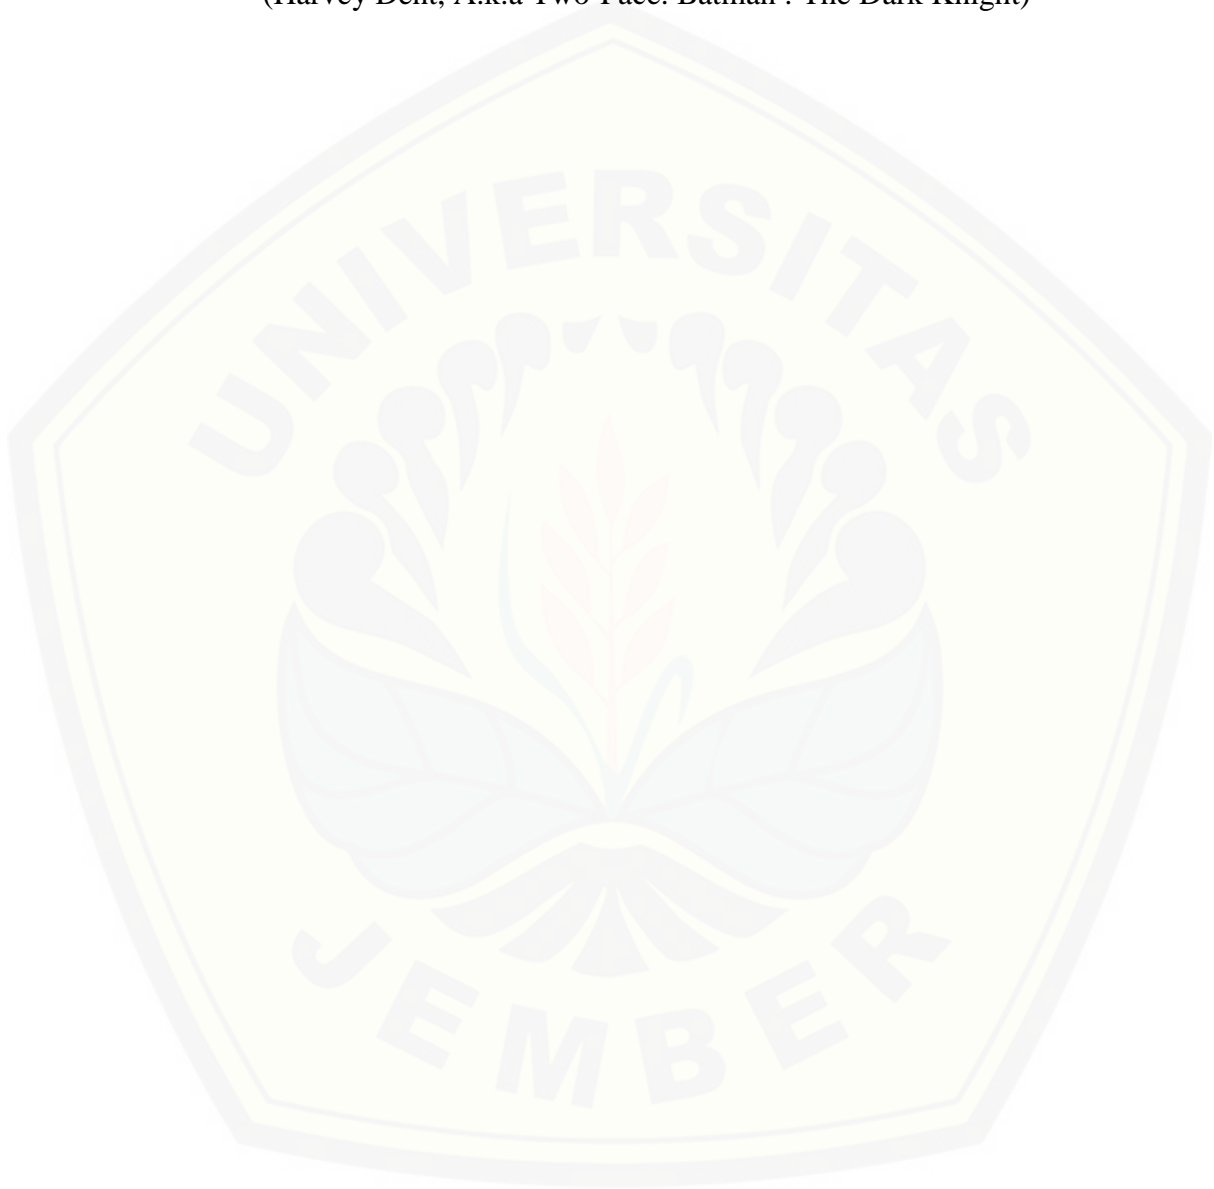 (Harvey Dent, A.k.a Two-Face. Batman : The Dark Knight)
UNIVERSITAS
JEMBER